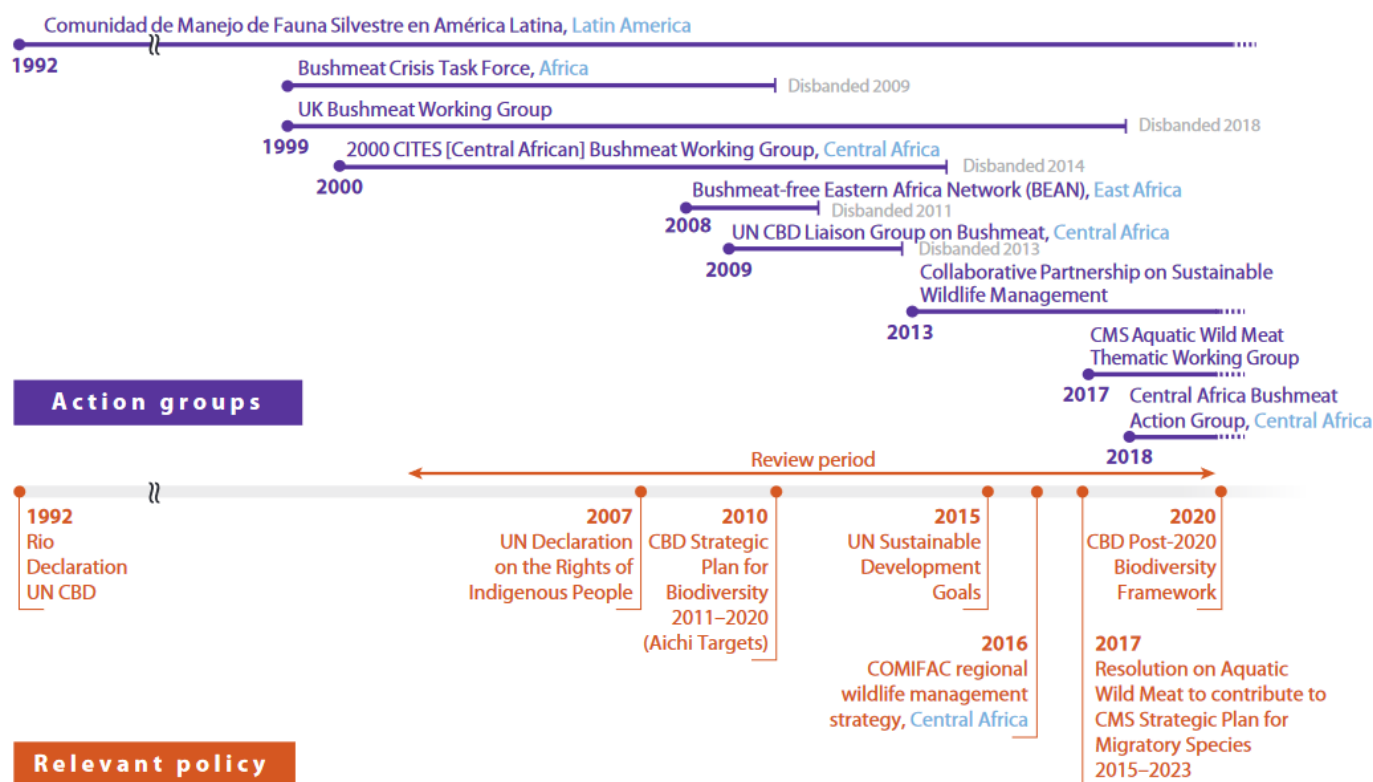 Comunidad de Manejo de Fauna Silvestre en América Latina, Latin America
1992
Bushmeat Crisis Task Force, Africa
Disbanded 2009
UK Bushmeat Working Group
Disbanded 2018
1999
2000 CITES [Central African] Bushmeat Working Group, Central Africa
Disbanded 2014
2000
Bushmeat-free Eastern Africa Network (BEAN), East Africa
Disbanded 2011
2008
UN CBD Liaison Group on Bushmeat, Central Africa
Disbanded 2013
2009
Collaborative Partnership on Sustainable
Wildlife Management
2013
CMS Aquatic Wild Meat
Thematic Working Group
2017
Central Africa Bushmeat
Action Group, Central Africa
2018
Action groups
Review period
1992
Rio
Declaration
UN CBD
2007
UN Declaration
on the Rights of
Indigenous People
2010
CBD Strategic
Plan for
Biodiversity
2011–2020
(Aichi Targets)
2015
UN Sustainable
Development
Goals
2016
COMIFAC regional
wildlife management
strategy, Central Africa
2017
Resolution on Aquatic
Wild Meat to contribute to
CMS Strategic Plan for
Migratory Species
2015–2023
2020
CBD Post-2020
Biodiversity
Framework
Relevant policy